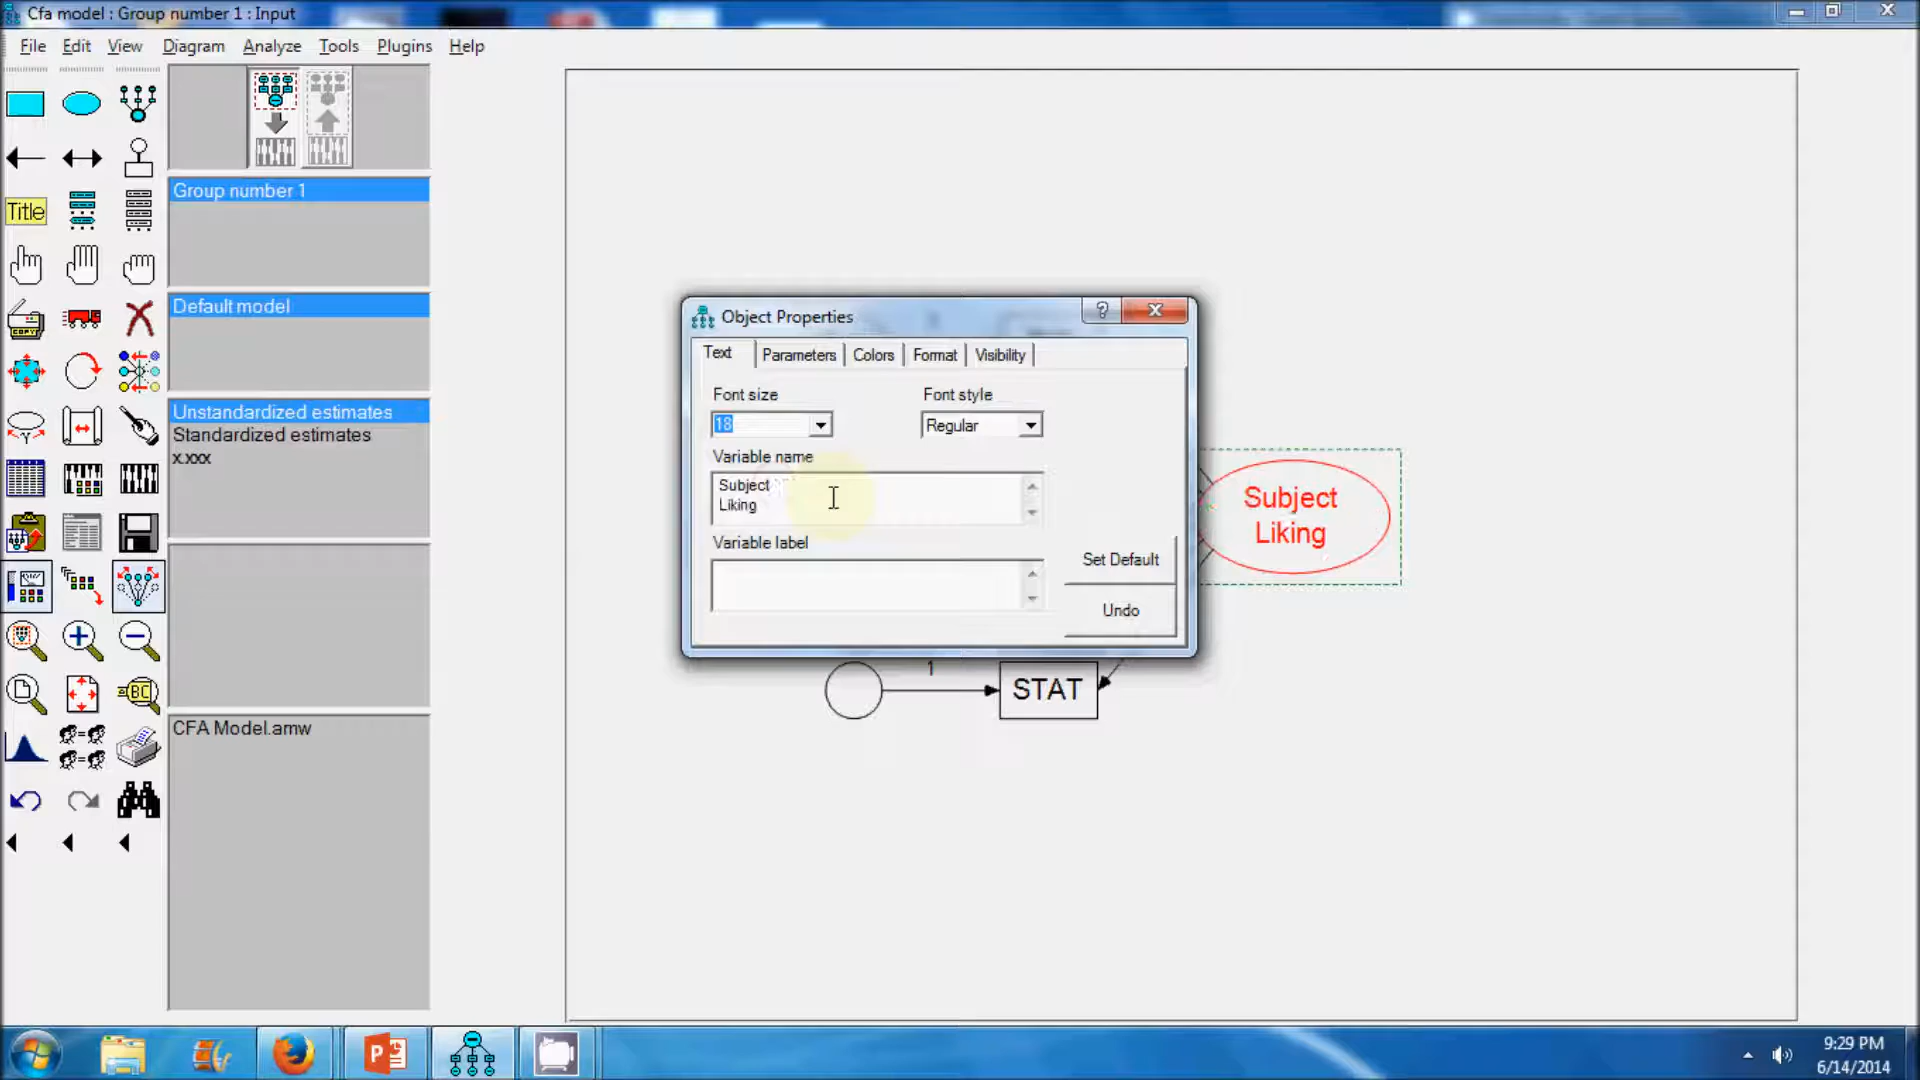 Cfa model : Group number 1 : Input
File Edit View Diagram Analyze Tools Plugins Help
Title
Group number 1
Default model
Unstandardized estimates
Standardized estimates
x.xxx
CFA Model.amw
Object Properties
Text Parameters Colors Format Visibility
Font size
Font style
18
Regular
Variable name
Subject
Liking
Variable label
Set Default
Undo
Subject
Liking
1
STAT
COPY
BC
9:29 PM
6/14/2014